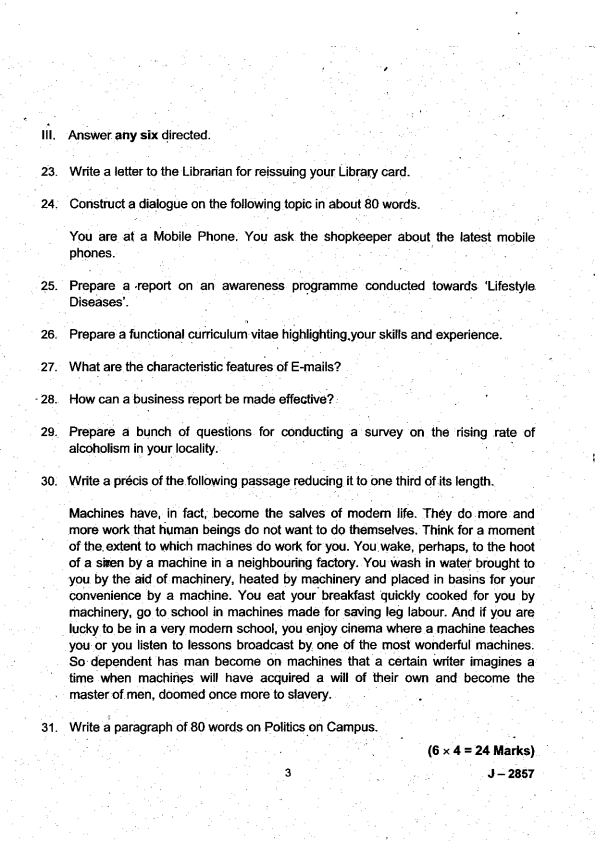 III. Answer any six directed.
23. Write a letter to the Librarian for reissuing your Library card.
24. Construct a dialogue on the following topic in about 80 words.
You are at a Mobile Phone. You ask the shopkeeper about the latest mobile
phones.
25. Prepare a report on an awareness programme conducted towards 'Lifestyle
Diseases'.
26. Prepare a functional curriculum vitae highlighting your skills and experience.
27. What are the characteristic features of E-mails?
28. How can a business report be made effective?
29. Prepare a bunch of questions for conducting a survey on the rising rate of
alcoholism in your locality.
30. Write a précis of the following passage reducing it to one third of its length.
Machines have, in fact, become the salves of modern life. They do more and
more work that human beings do not want to do themselves. Think for a moment
of the extent to which machines do work for you. You wake, perhaps, to the hoot
of a siren by a machine in a neighbouring factory. You wash in water brought to
you by the aid of machinery, heated by machinery and placed in basins for your
convenience by a machine. You eat your breakfast quickly cooked for you by
machinery, go to school in machines made for saving leg labour. And if you are
lucky to be in a very modern school, you enjoy cinema where a machine teaches
you or you listen to lessons broadcast by one of the most wonderful machines.
So dependent has man become on machines that a certain writer imagines a
time when machines will have acquired a will of their own and become the
master of men, doomed once more to slavery.
31. Write a paragraph of 80 words on Politics on Campus.
(6 × 4 = 24 Marks)
3
J – 2857